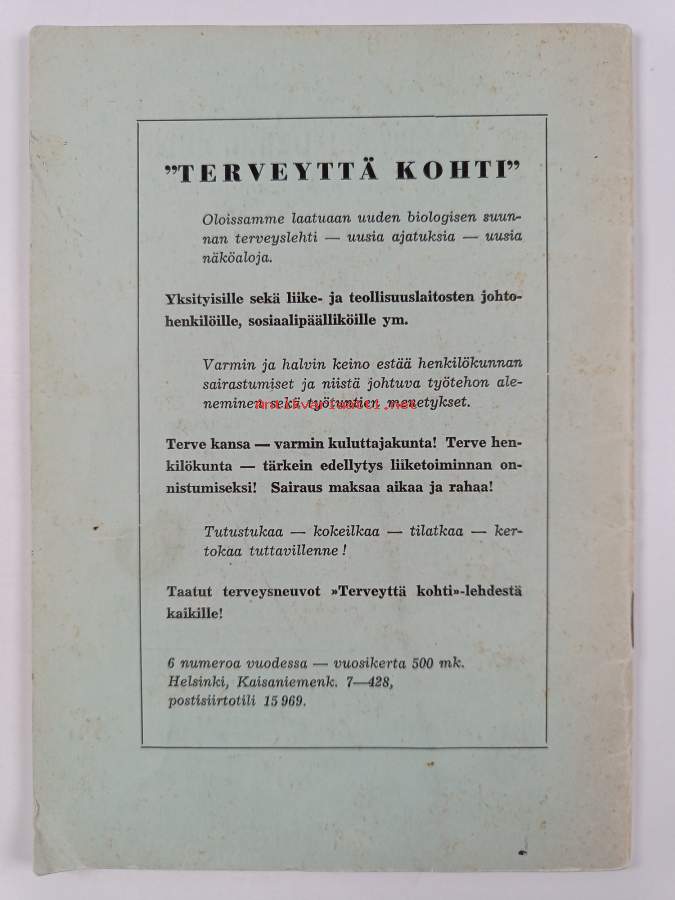 ”TERVEYTTÄ KOHTI”
Oloissamme laatuaan uuden biologisen suun-
nan terveyslehti — uusia ajatuksia — uusia
näköaloja.
Yksityisille sekä liike- ja teollisuuslaitosten johto-
henkilöille, sosiaalipäälliköille ym.
Varmin ja halvin keino estää henkilökunnan
sairastumiset ja niistä johtuva työtehon ale-
neminen sekä työtuntien menetykset.
Antikvariaatti.net
Terve kansa — varmin kuluttajakunta! Terve hen-
kilökunta — tärkein edellytys liiketoiminnan on-
nistumiseksi! Sairaus maksaa aikaa ja rahaa!
Tutustukaa — kokeilkaa — tilatkaa — ker-
tokaa tuttavillenne!
Taatut terveysneuvot »Terveyttä kohti»-lehdestä
kaikille!
6 numeroa vuodessa — vuosikerta 500 mk.
Helsinki, Kaisaniemenk. 7—428,
postisiirtotili 15 969.